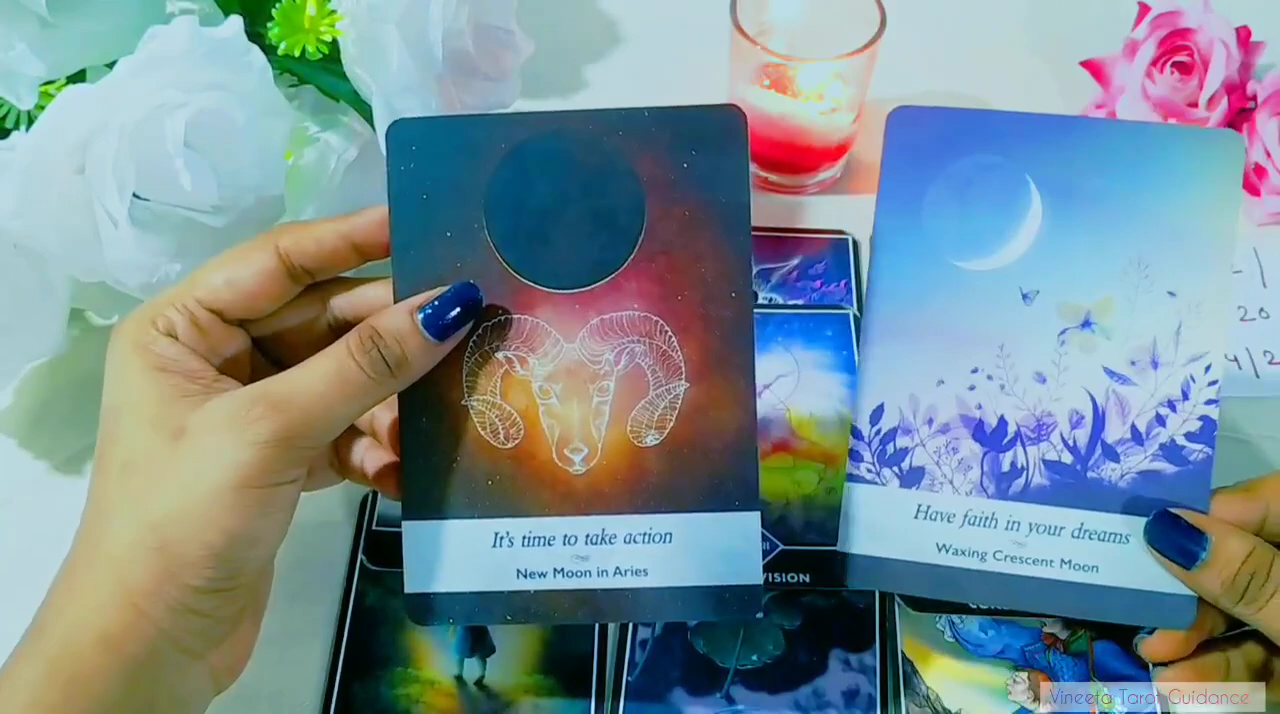 It's time to take action
New Moon in Aries
Have faith in your dreams
Waxing Crescent Moon
VISION
20
Vineeta Tarot Guidance